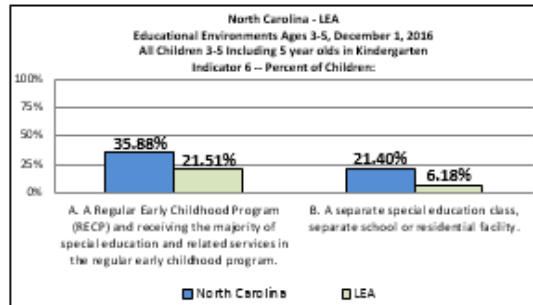 North Carolina - LEA
Educational Environments Ages 3-5, December 1, 2016
All Children 3-5 Including 5 year olds in Kindergarten
Indicator 6 -- Percent of Children:
100%
75%
50%
25%
0%
35.88%
21.51%
21.40%
6.18%
A. A Regular Early Childhood Program
(RECP) and receiving the majority of
special education and related services in
the regular early childhood program.
B. A separate special education class,
separate school or residential facility.
North Carolina
LEA